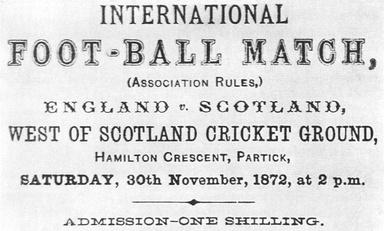 INTERNATIONAL
FOOT-BALL MATCH,
(ASSOCIATION RULES,)
ENGLAND v. SCOTLAND,
WEST OF SCOTLAND CRICKET GROUND,
HAMILTON CRESCENT, PARTICK,
SATURDAY, 30th November, 1872, at 2 p.m.
ADMISSION—ONE SHILLING.